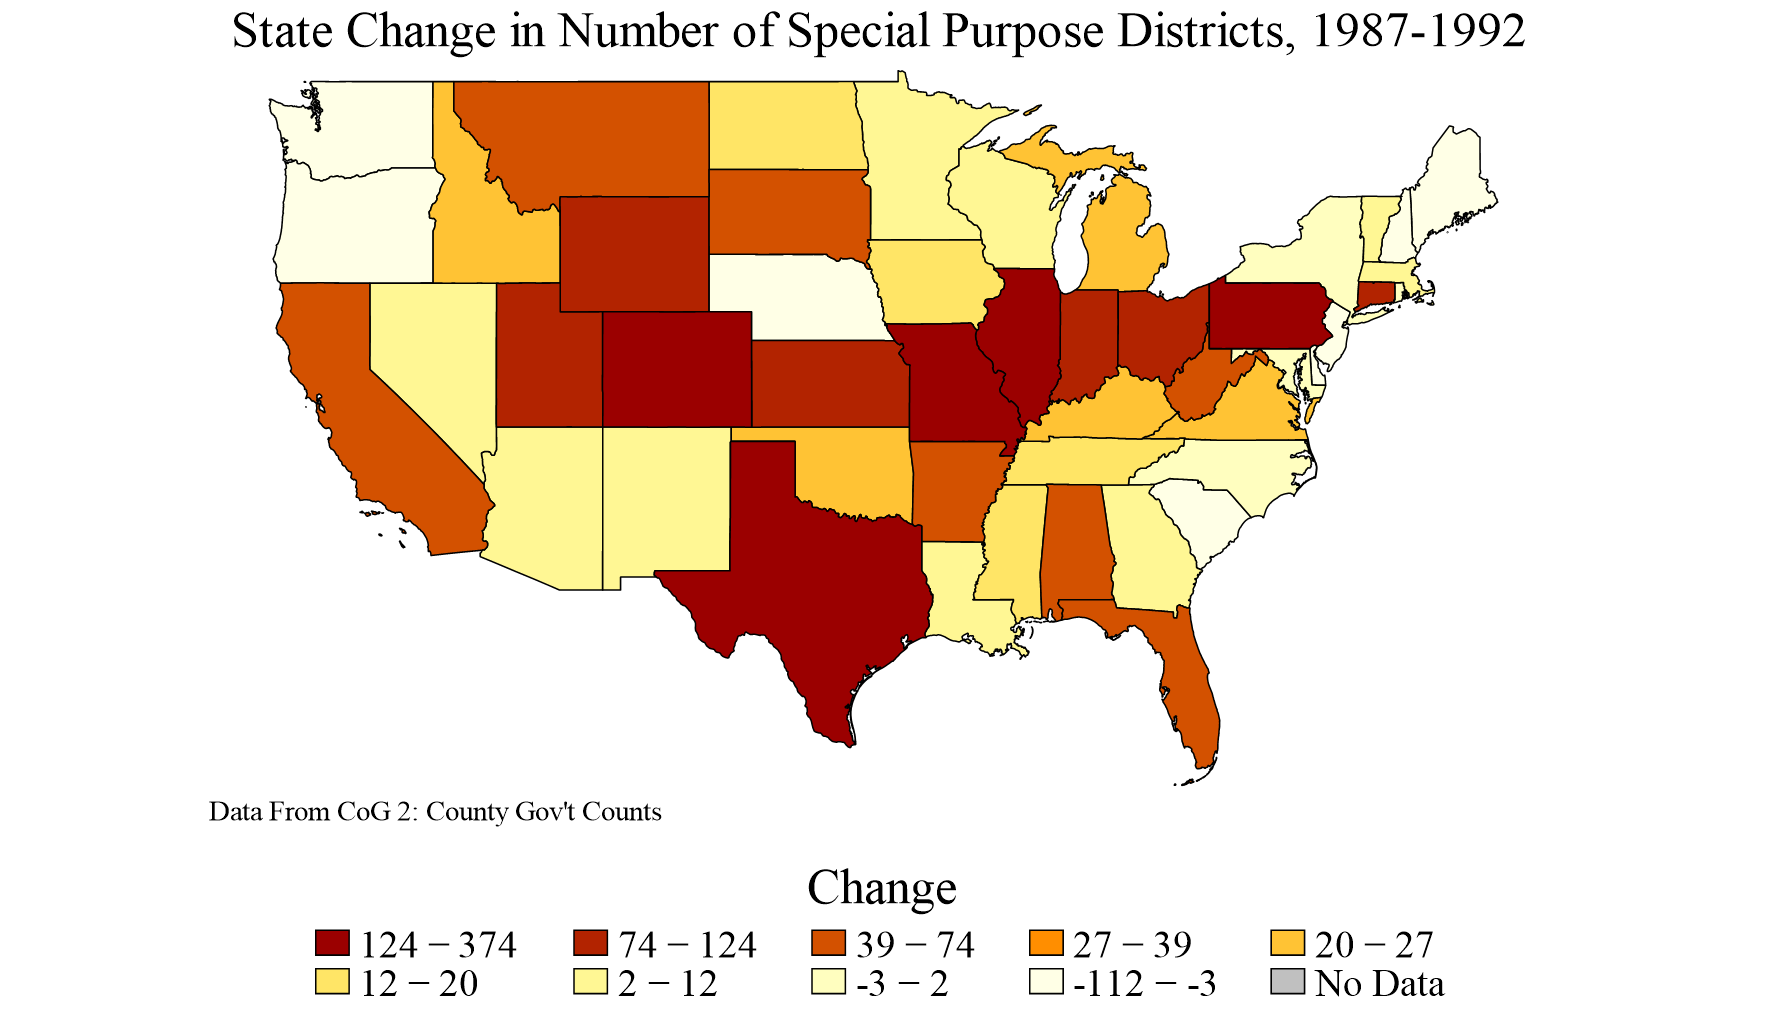 State Change in Number of Special Purpose Districts, 1987-1992
Data From CoG 2: County Gov't Counts
Change
124 − 374 74 − 124 39 − 74 27 − 39 20 − 27
12 − 20 2 − 12 -3 − 2 -112 − -3 No Data